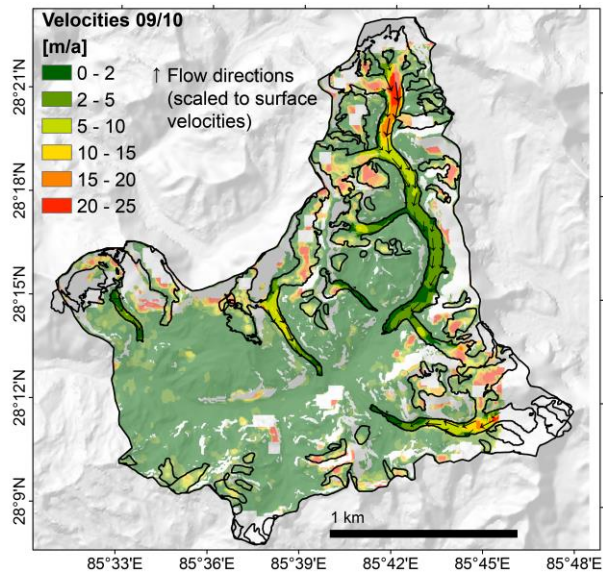 Velocities 09/10
[m/a]
0 - 2
2 - 5
5 - 10
10 - 15
15 - 20
20 - 25
↑ Flow directions
(scaled to surface
velocities)
28°21'N
28°18'N
28°15'N
28°12'N
28°9'N
1 km
85°33'E
85°36'E
85°39'E
85°42'E
85°45'E
85°48'E